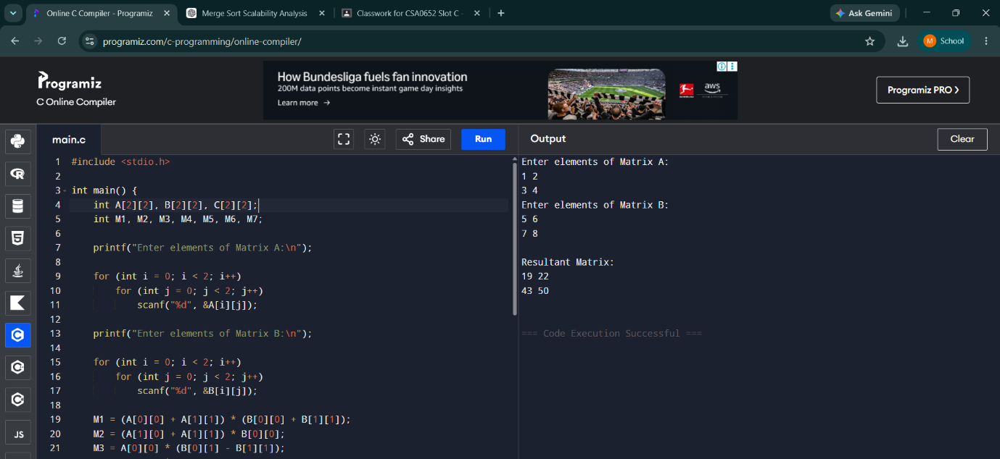 Online C Compiler - Programiz
Merge Sort Scalability Analysis
Classwork for CSA0652 Slot C -
Ask Gemini
programiz.com/c-programming/online-compiler/
M School
Programiz
C Online Compiler
How Bundesliga fuels fan innovation
200M data points become instant game day insights
Learn more →
aws
Programiz PRO >
main.c
Share
Run
Output
Clear
1 #include <stdio.h>
2
3 int main() {
4 int A[2][2], B[2][2], C[2][2];
5 int M1, M2, M3, M4, M5, M6, M7;
6
7 printf("Enter elements of Matrix A:\n");
8
9 for (int i = 0; i < 2; i++)
10 for (int j = 0; j < 2; j++)
11 scanf("%d", &A[i][j]);
12
13 printf("Enter elements of Matrix B:\n");
14
15 for (int i = 0; i < 2; i++)
16 for (int j = 0; j < 2; j++)
17 scanf("%d", &B[i][j]);
18
19 M1 = (A[0][0] + A[1][1]) * (B[0][0] + B[1][1]);
20 M2 = (A[1][0] + A[1][1]) * B[0][0];
21 M3 = A[0][0] * (B[0][1] - B[1][1]);
Enter elements of Matrix A:
1 2
3 4
Enter elements of Matrix B:
5 6
7 8
Resultant Matrix:
19 22
43 50
=== Code Execution Successful ===
JS